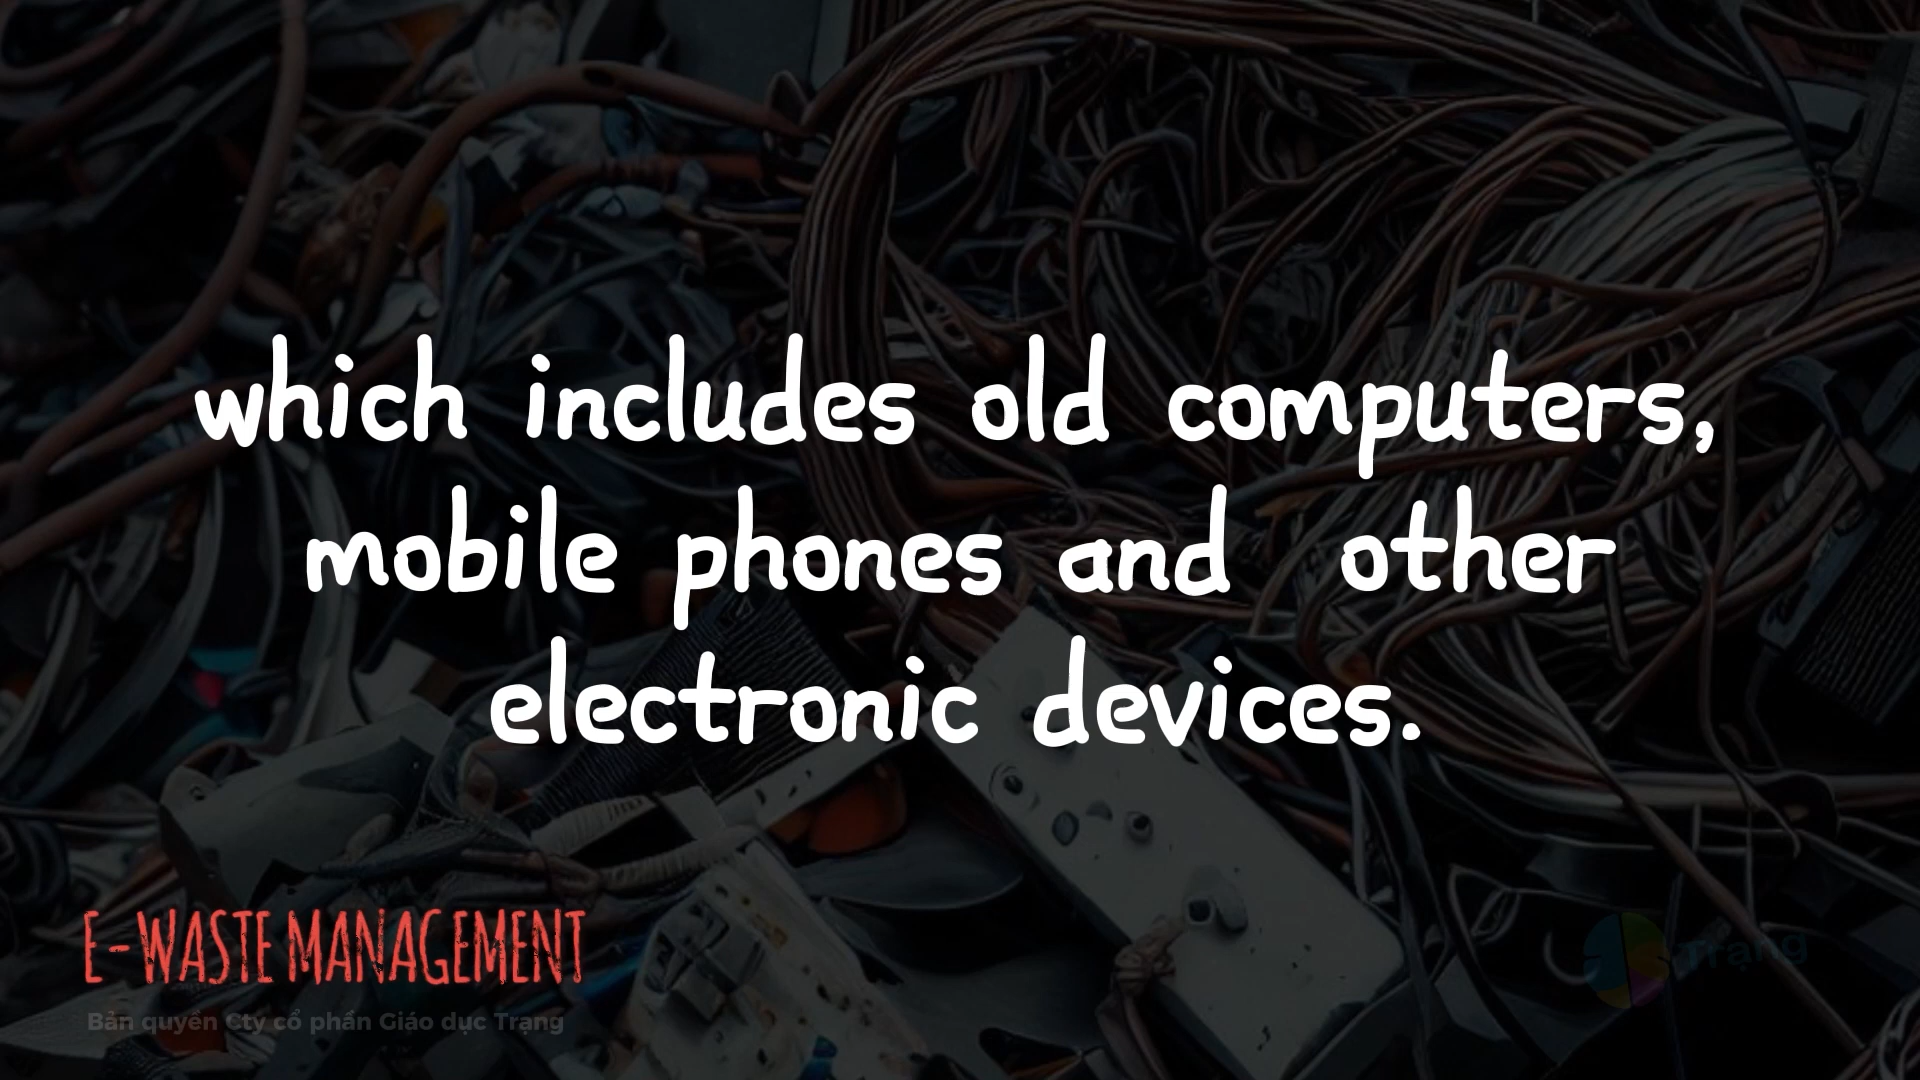 which includes old computers,
mobile phones and other
electronic devices.
E-WASTE MANAGEMENT
Bản quyền Cty cổ phần Giáo dục Trạng
Trạng